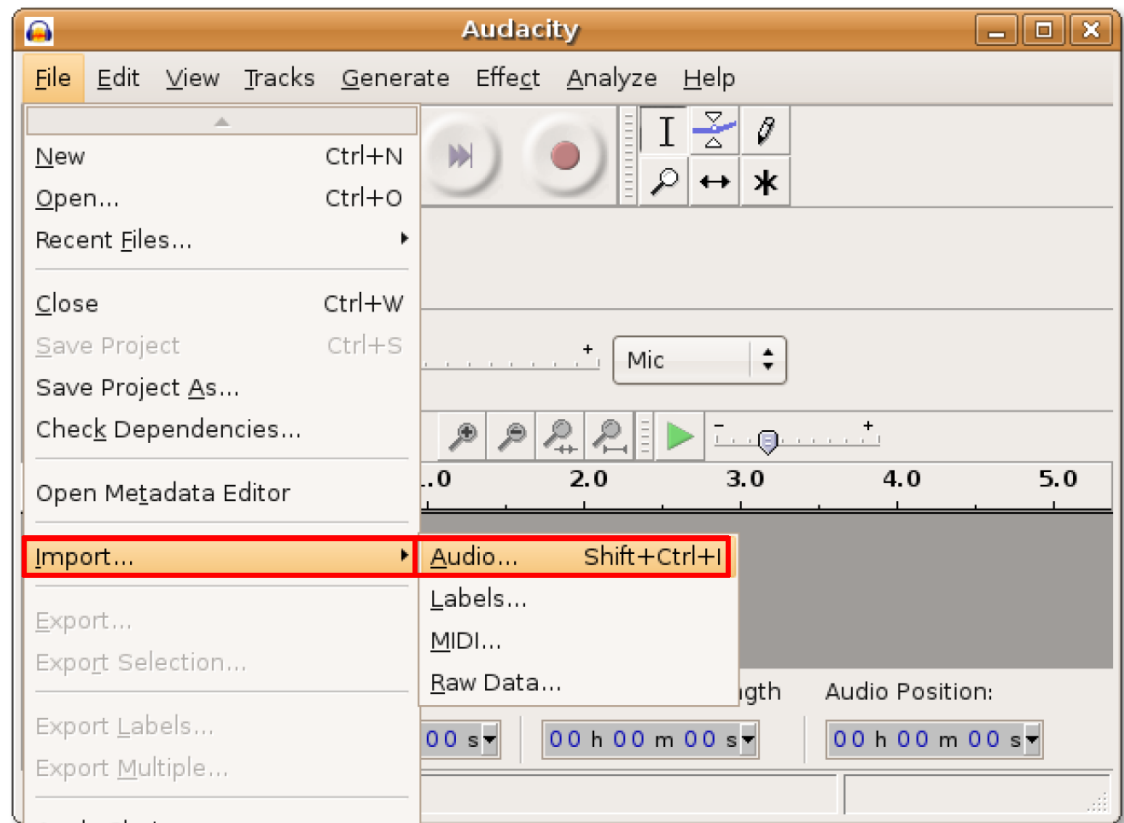 Audacity
File Edit View Tracks Generate Effect Analyze Help
New Ctrl+N
Open... Ctrl+O
Recent Files...
Close Ctrl+W
Save Project Ctrl+S
Save Project As...
Check Dependencies...
Open Metadata Editor
Import...
Export...
Export Selection...
Export Labels...
Export Multiple...
+
Mic
- +
.0 2.0 3.0 4.0 5.0
Audio... Shift+Ctrl+I
Labels...
MIDI...
Raw Data...
Audio Position:
00 s 00 h 00 m 00 s 00 h 00 m 00 s